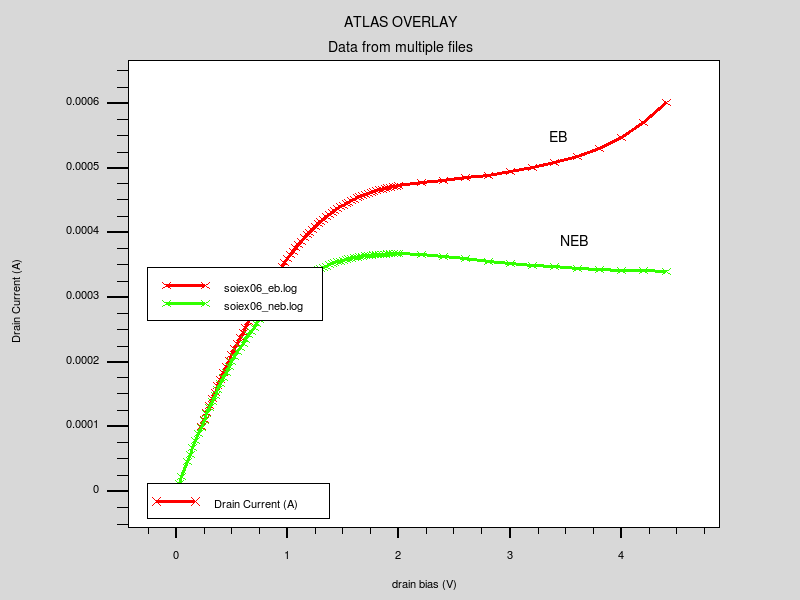 ATLAS OVERLAY
Data from multiple files
0.0006
0.0005
0.0004
0.0003
0.0002
0.0001
0
Drain Current (A)
EB
NEB
soiex06_eb.log
soiex06_neb.log
Drain Current (A)
0 1 2 3 4
drain bias (V)